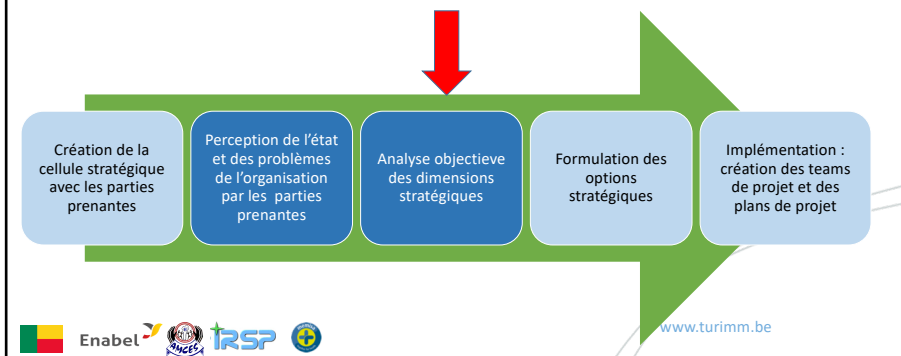 Création de la
cellule stratégique
avec les parties
prenantes
Perception de l'état
et des problèmes
de l'organisation
par les parties
prenantes
Analyse objectieve
des dimensions
stratégiques
Formulation des
options
stratégiques
Implémentation :
création des teams
de projet et des
plans de projet
Enabel
AMCES
IRSP
www.turimm.be